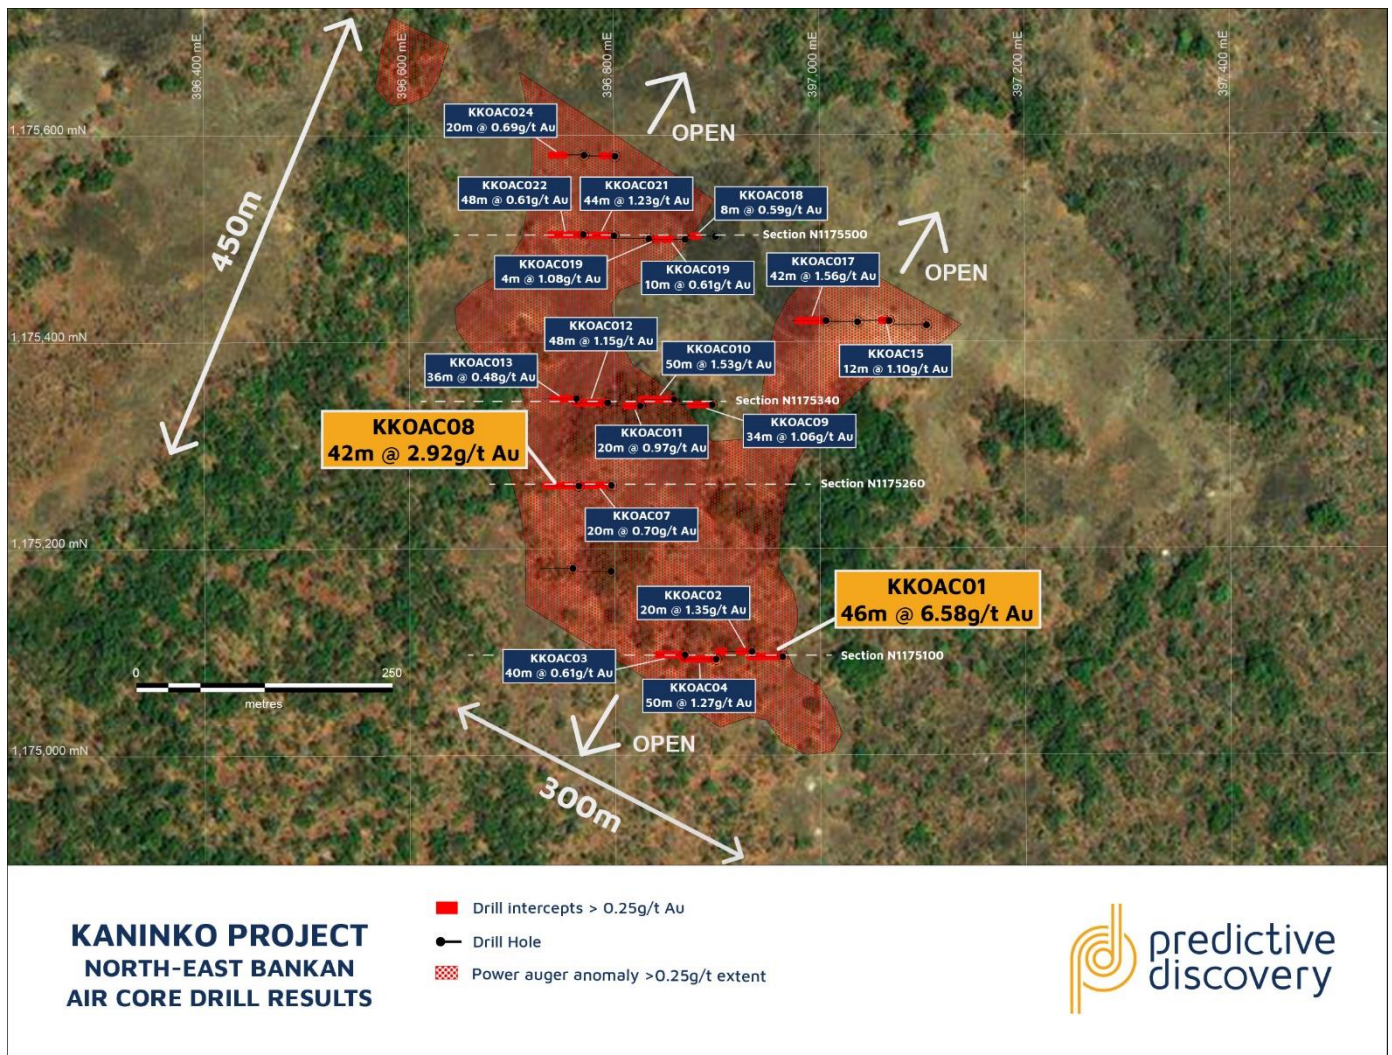 396,400 mE
396,600 mE
396,800 mE
397,000 mE
397,200 mE
397,400 mE
1,175,600 mN
1,175,400 mN
1,175,200 mN
1,175,000 mN
450m
OPEN
KKOAC024
20m @ 0.69g/t Au
KKOAC022
48m @ 0.61g/t Au
KKOAC021
44m @ 1.23g/t Au
KKOAC018
8m @ 0.59g/t Au
Section N1175500
OPEN
KKOAC019
4m @ 1.08g/t Au
KKOAC019
10m @ 0.61g/t Au
KKOAC017
42m @ 1.56g/t Au
KKOAC15
12m @ 1.10g/t Au
KKOAC012
48m @ 1.15g/t Au
KKOAC013
36m @ 0.48g/t Au
KKOAC010
50m @ 1.53g/t Au
Section N1175340
KKOAC011
20m @ 0.97g/t Au
KKOAC09
34m @ 1.06g/t Au
KKOAC08
42m @ 2.92g/t Au
Section N1175260
KKOAC07
20m @ 0.70g/t Au
KKOAC02
20m @ 1.35g/t Au
KKOAC01
46m @ 6.58g/t Au
Section N1175100
KKOAC03
40m @ 0.61g/t Au
KKOAC04
50m @ 1.27g/t Au
0 250
metres
OPEN
300m
KANINKO PROJECT
NORTH-EAST BANKAN
AIR CORE DRILL RESULTS
Drill intercepts > 0.25g/t Au
Drill Hole
Power auger anomaly >0.25g/t extent
predictive
discovery